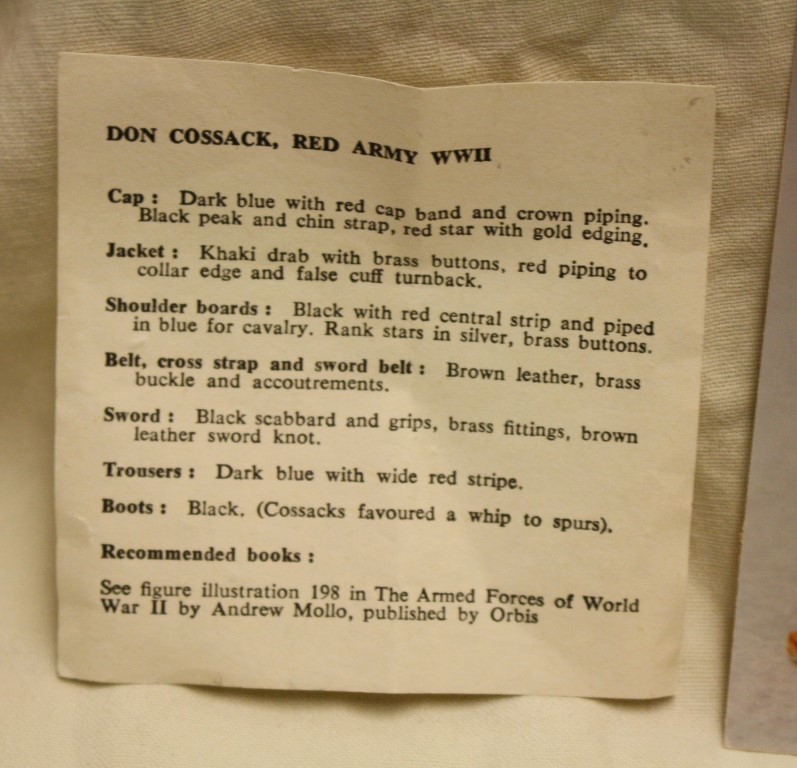 DON COSSACK, RED ARMY WWII
Cap : Dark blue with red cap band and crown piping.
Black peak and chin strap, red star with gold edging.
Jacket : Khaki drab with brass buttons, red piping to
collar edge and false cuff turnback.
Shoulder boards : Black with red central strip and piped
in blue for cavalry. Rank stars in silver, brass buttons.
Belt, cross strap and sword belt : Brown leather, brass
buckle and accoutrements.
Sword : Black scabbard and grips, brass fittings, brown
leather sword knot.
Trousers : Dark blue with wide red stripe.
Boots : Black. (Cossacks favoured a whip to spurs).
Recommended books :
See figure illustration 198 in The Armed Forces of World
War II by Andrew Mollo, published by Orbis